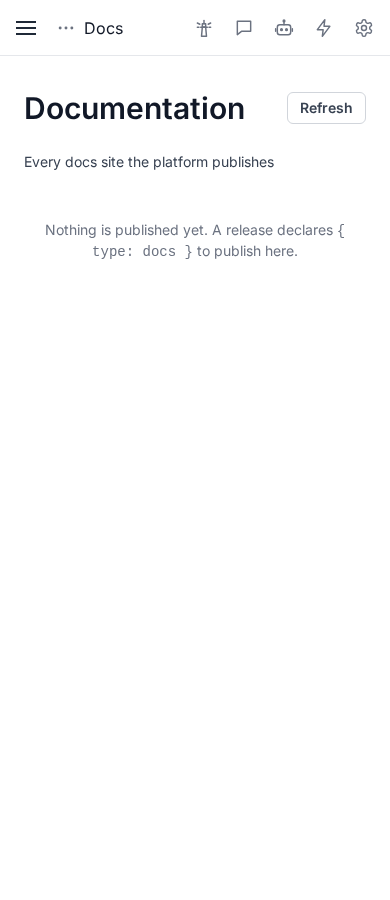 Docs
Documentation
Refresh
Every docs site the platform publishes
Nothing is published yet. A release declares {
type: docs } to publish here.